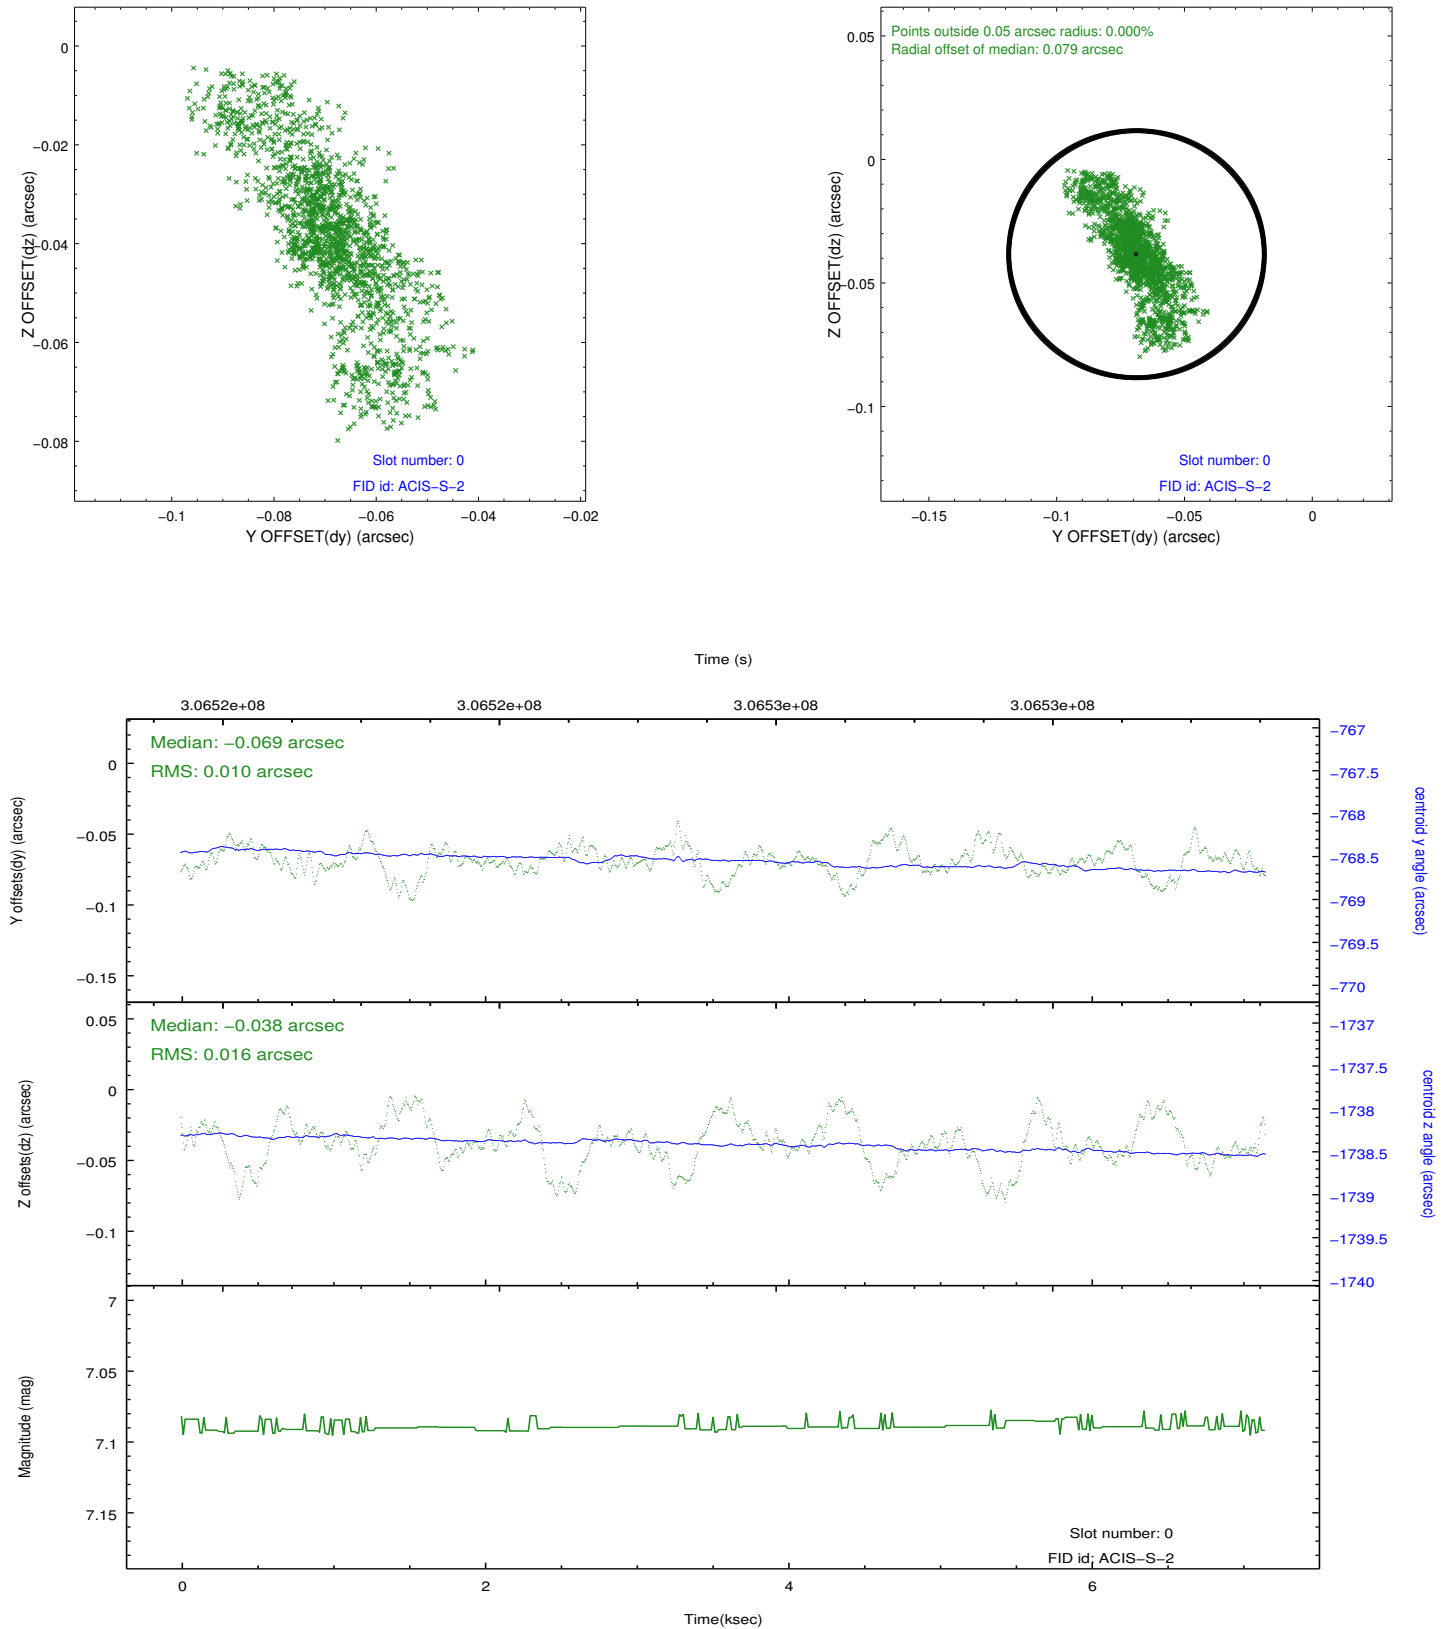 0
−0.02
−0.04
−0.06
−0.08
Z OFFSET(dz) (arcsec)
Slot number: 0
FID id: ACIS−S−2
−0.1
−0.08
−0.06
−0.04
−0.02
Y OFFSET(dy) (arcsec)
Points outside 0.05 arcsec radius: 0.000%
Radial offset of median: 0.079 arcsec
0.05
0
−0.05
−0.1
Z OFFSET(dz) (arcsec)
Slot number: 0
FID id: ACIS−S−2
−0.15
−0.1
−0.05
0
Y OFFSET(dy) (arcsec)
Time (s)
3.0652e+08
3.0652e+08
3.0653e+08
3.0653e+08
Median: −0.069 arcsec
RMS: 0.010 arcsec
0
−0.05
−0.1
−0.15
Y offsets(dy) (arcsec)
−767
−767.5
−768
−768.5
−769
−769.5
−770
centroid y angle (arcsec)
Median: −0.038 arcsec
RMS: 0.016 arcsec
0.05
0
−0.05
−0.1
Z offsets(dz) (arcsec)
−1737
−1737.5
−1738
−1738.5
−1739
−1739.5
−1740
centroid z angle (arcsec)
7
7.05
7.1
7.15
Magnitude (mag)
Slot number: 0
FID id: ACIS−S−2
0
2
4
6
Time(ksec)